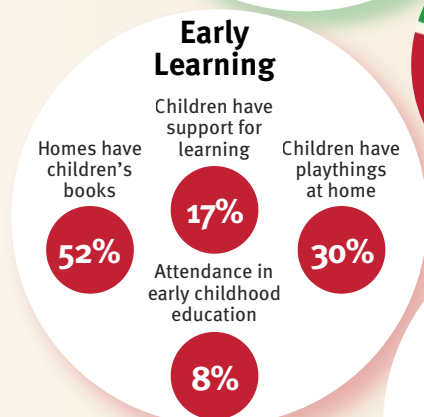 Early
Learning
Homes have
children's
books
52%
Children have
support for
learning
17%
Children have
playthings
at home
30%
Attendance in
early childhood
education
8%